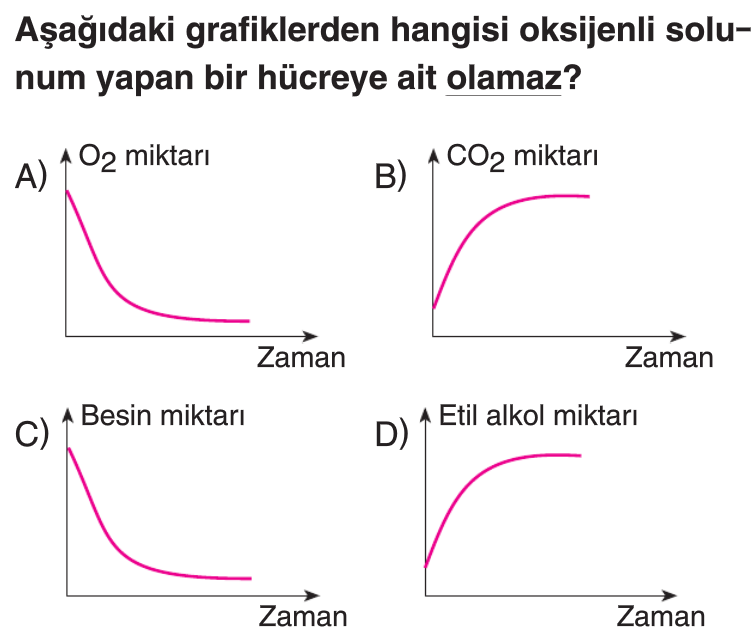 Aşağıdaki grafiklerden hangisi oksijenli solu-
num yapan bir hücreye ait olamaz?
A)
O2 miktarı
Zaman
B)
CO2 miktarı
Zaman
C)
Besin miktarı
Zaman
D)
Etil alkol miktarı
Zaman